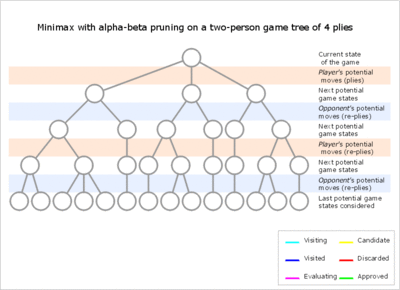 Minimax with alpha-beta pruning on a two-person game tree of 4 plies
Current state
of the game
Player's potential
moves (plies)
Next potential
game states
Opponent's potential
moves (re-plies)
Next potential
game states
Player's potential
moves (re-plies)
Next potential
game states
Opponent's potential
moves (re-plies)
Last potential game
states considered
Visiting
Candidate
Visited
Discarded
Evaluating
Approved